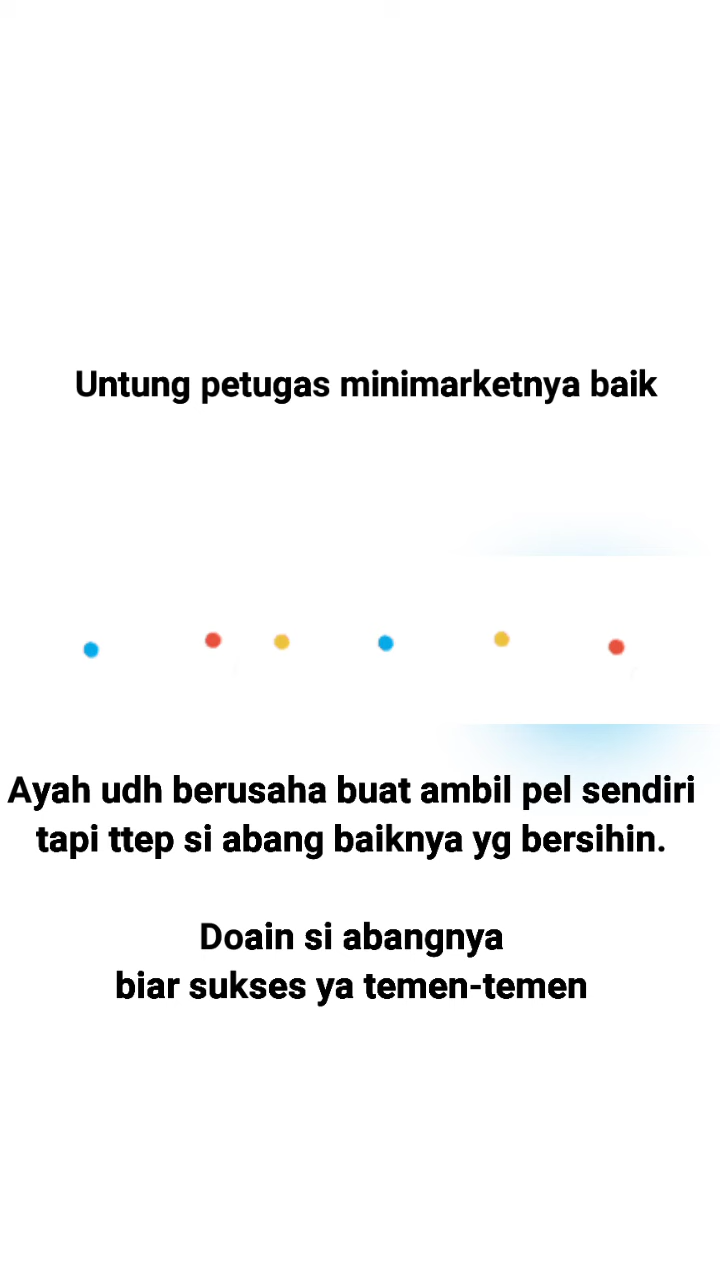 Untung petugas minimarketnya baik
Ayah udh berusaha buat ambil pel sendiri
tapi ttep si abang baiknya yg bersihin.
Doain si abangnya
biar sukses ya temen-temen